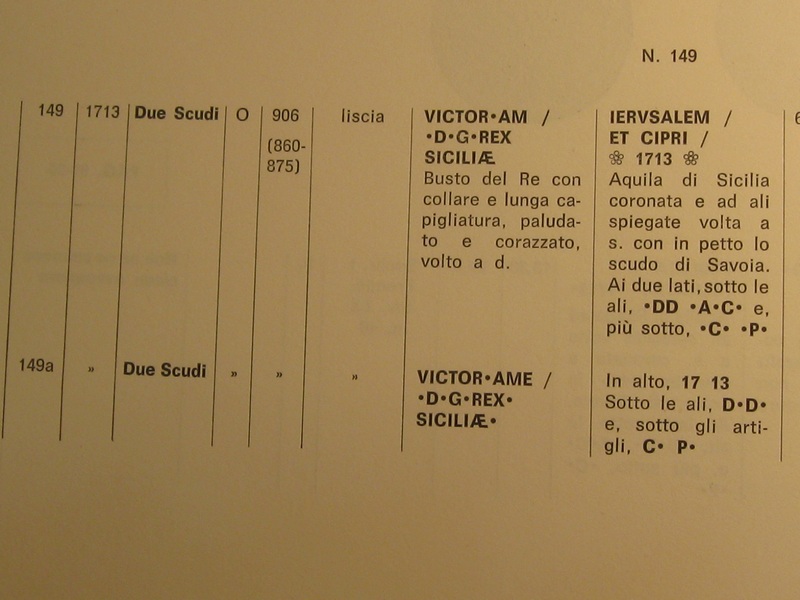 N. 149
149 1713 Due Scudi O 906 liscia
(860-
875)
VICTOR•AM /
•D•G•REX
SICILIÆ
Busto del Re con
collare e lunga ca-
pigliatura, paluda-
to e corazzato,
volto a d.
IERVSALEM /
ET CIPRI /
❀ 1713 ❀
Aquila di Sicilia
coronata e ad ali
spiegate volta a
s. con in petto lo
scudo di Savoia.
Ai due lati, sotto le
ali, •DD •A•C• e,
più sotto, •C• •P•
149a » Due Scudi » » »
VICTOR•AME /
•D•G•REX•
SICILIÆ•
In alto, 17 13
Sotto le ali, D•D•
e, sotto gli arti-
gli, C• P•